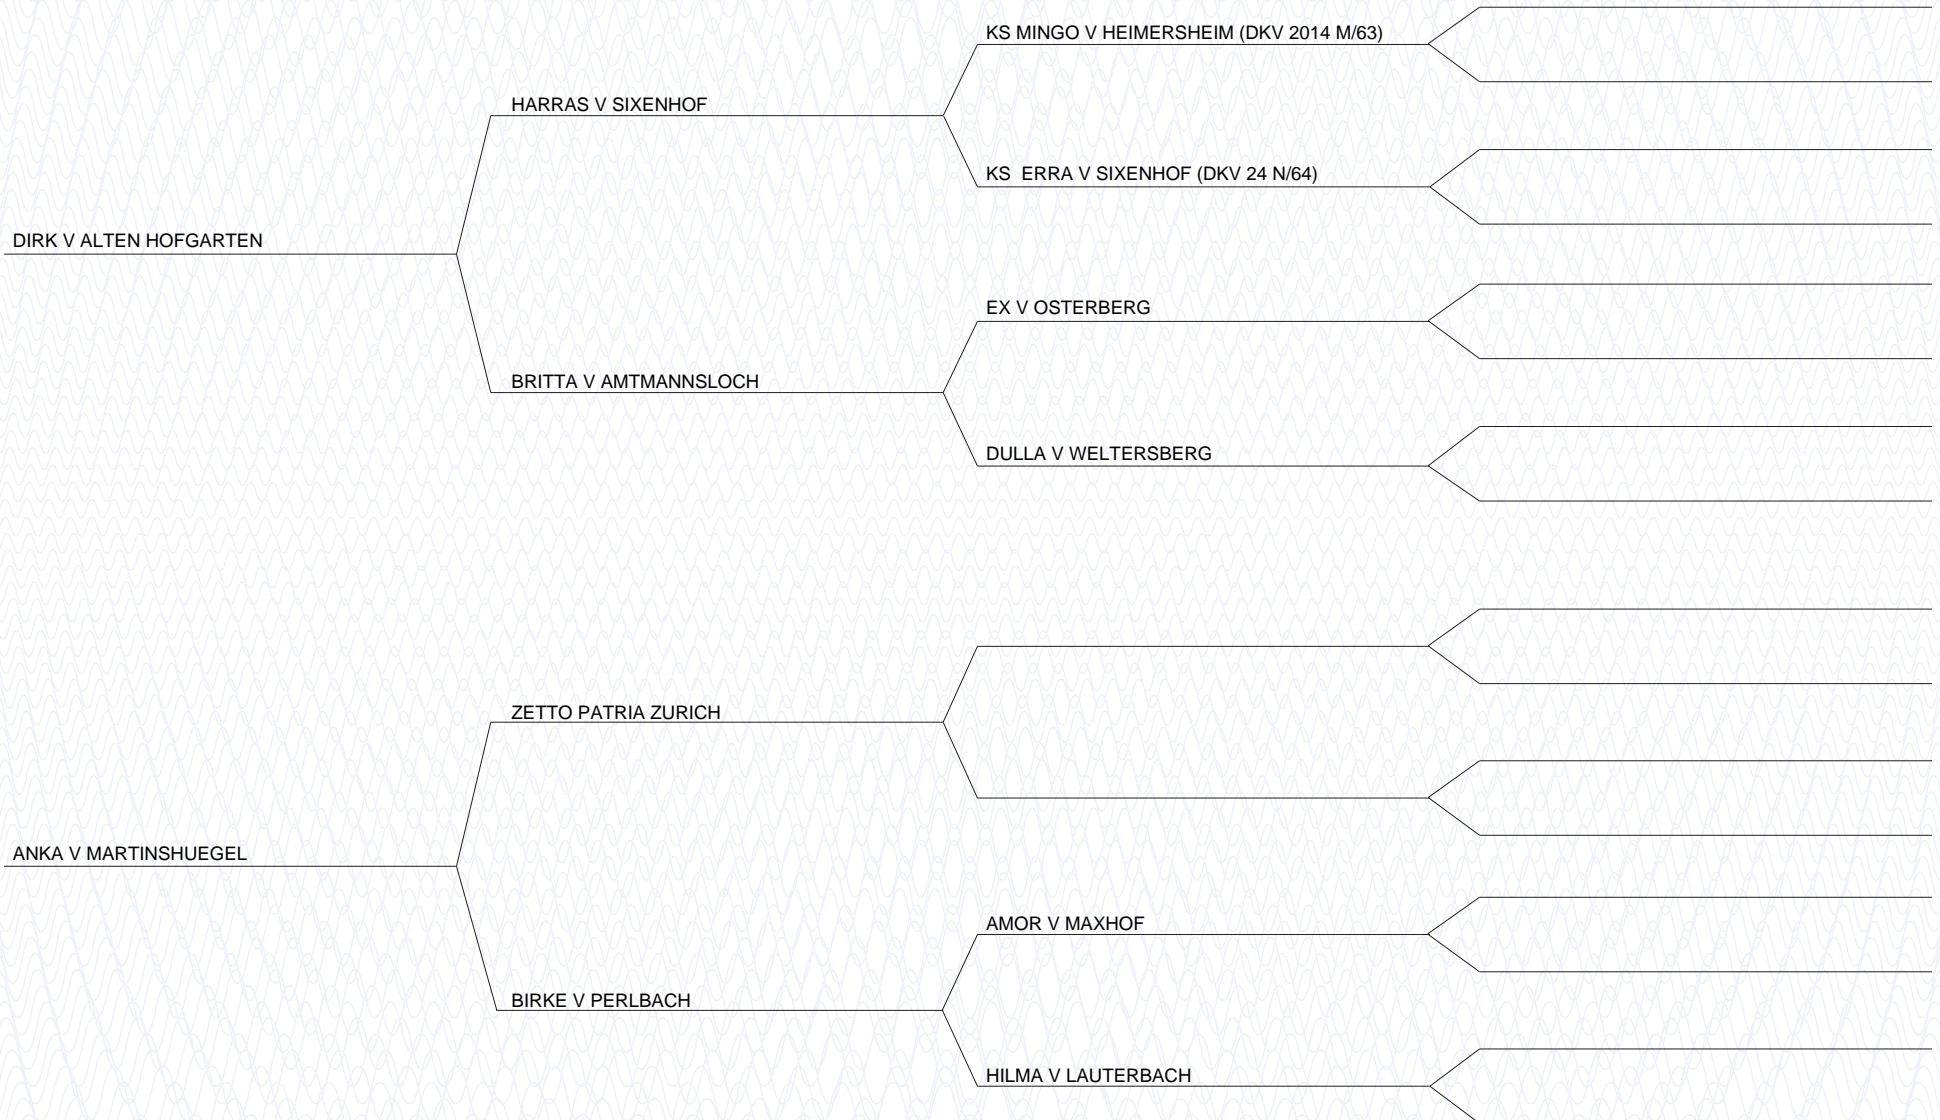 KS MINGO V HEIMERSHEIM (DKV 2014 M/63)
HARRAS V SIXENHOF
KS  ERRA V SIXENHOF (DKV 24 N/64)
DIRK V ALTEN HOFGARTEN
EX V OSTERBERG
BRITTA V AMTMANNSLOCH
DULLA V WELTERSBERG
ZETTO PATRIA ZURICH
ANKA V MARTINSHUEGEL
AMOR V MAXHOF
BIRKE V PERLBACH
HILMA V LAUTERBACH